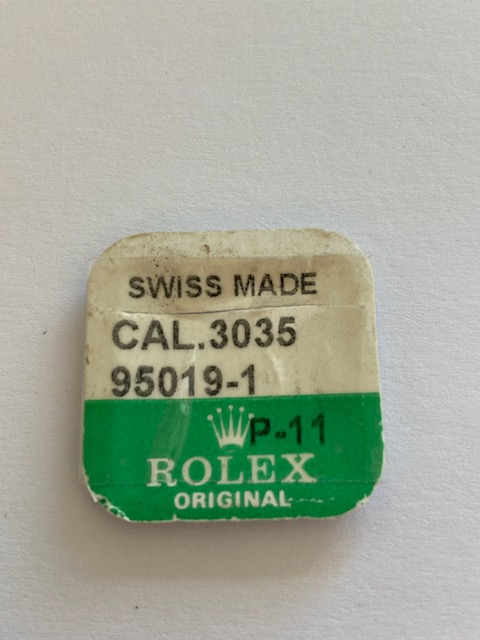 SWISS MADE
CAL.3035
95019-1
P-11
ROLEX
ORIGINAL